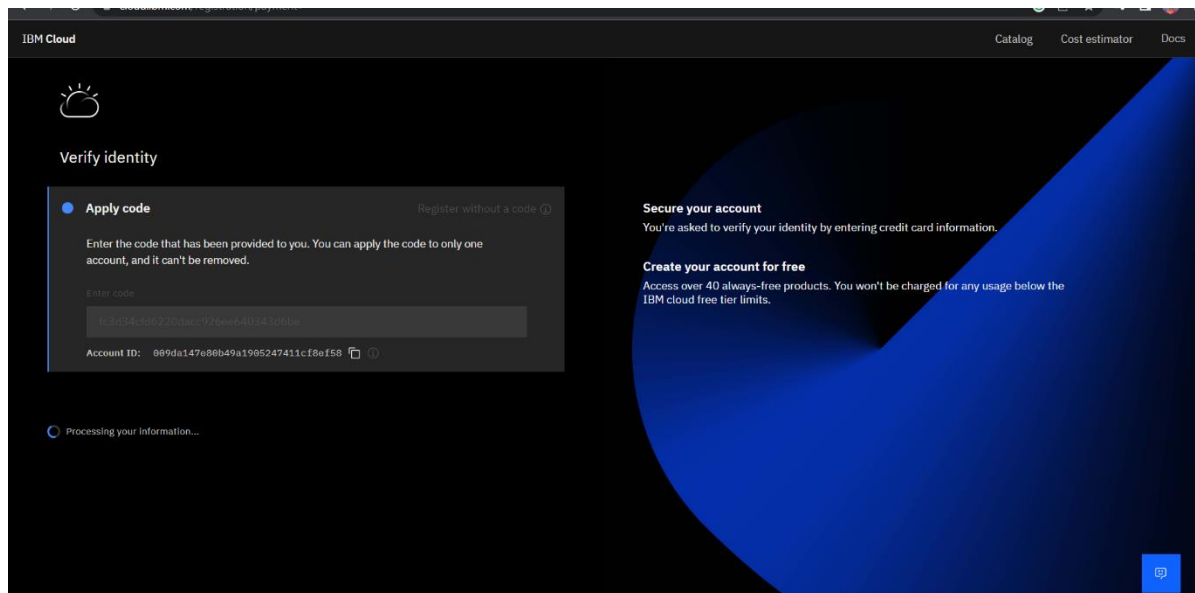 IBM Cloud
Catalog
Cost estimator
Docs
Verify identity
Apply code
Register without a code
Enter the code that has been provided to you. You can apply the code to only one
account, and it can't be removed.
Enter code
Account ID: 009da147e80b49a1905247411cf8ef58
Processing your information...
Secure your account
You're asked to verify your identity by entering credit card information.
Create your account for free
Access over 40 always-free products. You won't be charged for any usage below the
IBM cloud free tier limits.